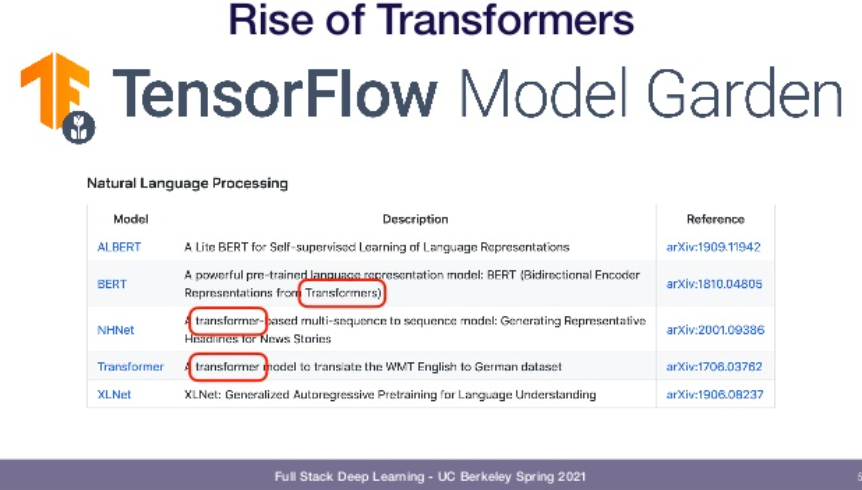 Rise of Transformers
TensorFlow Model Garden
Natural Language Processing
Model Description Reference
ALBERT A Lite BERT for Self-supervised Learning of Language Representations arXiv:1909.11942
BERT A powerful pre-trained language representation model: BERT (Bidirectional Encoder
Representations from Transformers) arXiv:1810.04805
NHNet A transformer-based multi-sequence to sequence model: Generating Representative
Headlines for News Stories arXiv:2001.09386
Transformer A transformer model to translate the WMT English to German dataset arXiv:1706.03762
XLNet XLNet: Generalized Autoregressive Pretraining for Language Understanding arXiv:1906.08237
Full Stack Deep Learning - UC Berkeley Spring 2021